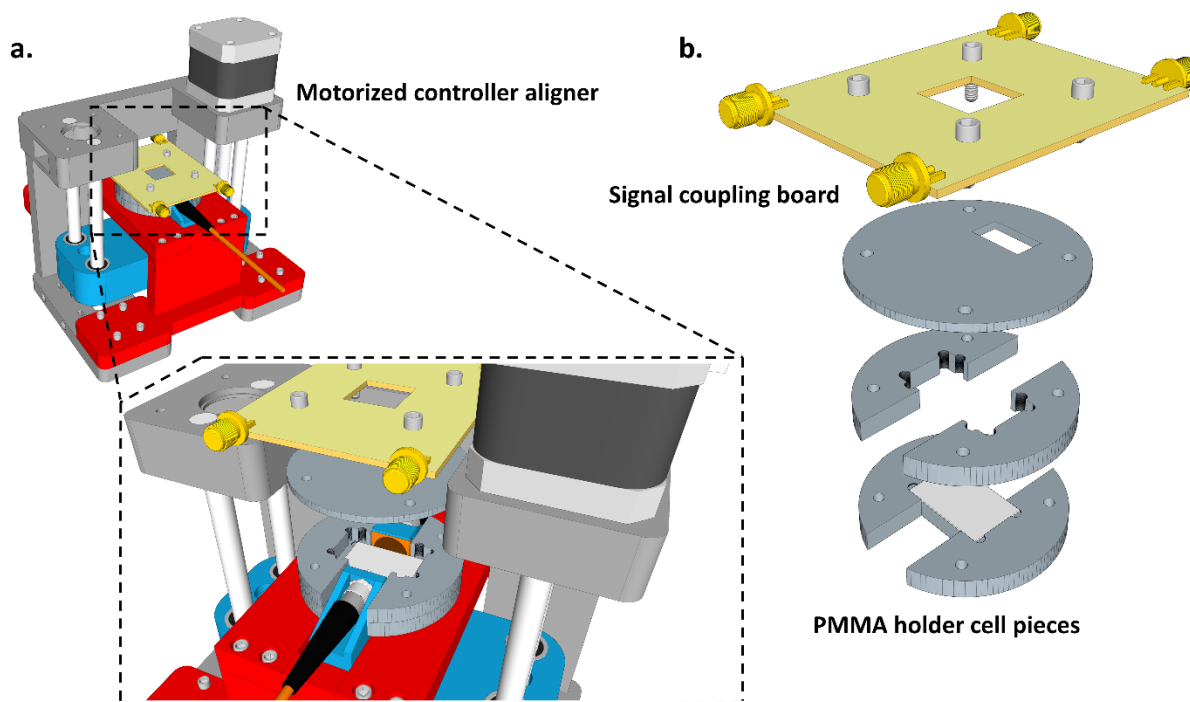 a.
Motorized controller aligner
b.
Signal coupling board
PMMA holder cell pieces